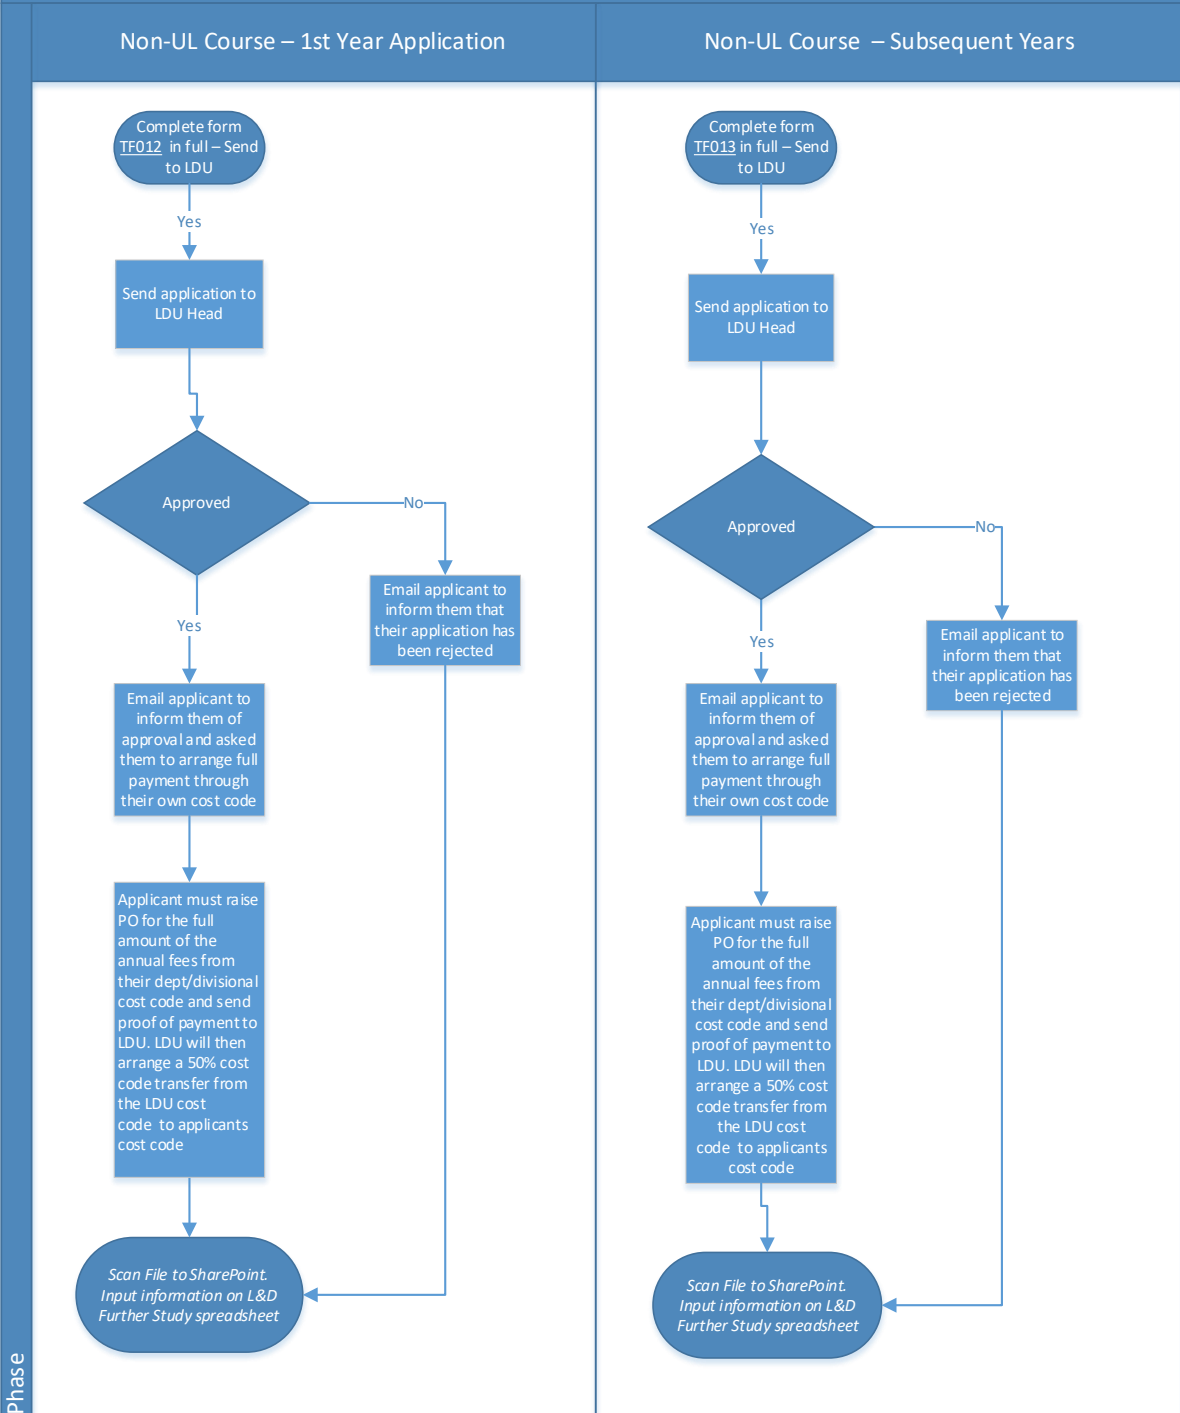 Non-UL Course – 1st Year Application
Complete form
TF012 in full – Send
to LDU
Yes
Send application to
LDU Head
Approved
No
Email applicant to
inform them that
their application has
been rejected
Yes
Email applicant to
inform them of
approval and asked
them to arrange full
payment through
their own cost code
Applicant must raise
PO for the full
amount of the
annual fees from
their dept/divisional
cost code and send
proof of payment to
LDU. LDU will then
arrange a 50% cost
code transfer from
the LDU cost
code to applicants
cost code
Scan File to SharePoint.
Input information on L&D
Further Study spreadsheet
Non-UL Course – Subsequent Years
Complete form
TF013 in full – Send
to LDU
Yes
Send application to
LDU Head
Approved
No
Email applicant to
inform them that
their application has
been rejected
Yes
Email applicant to
inform them of
approval and asked
them to arrange full
payment through
their own cost code
Applicant must raise
PO for the full
amount of the
annual fees from
their dept/divisional
cost code and send
proof of payment to
LDU. LDU will then
arrange a 50% cost
code transfer from
the LDU cost
code to applicants
cost code
Scan File to SharePoint.
Input information on L&D
Further Study spreadsheet
Phase